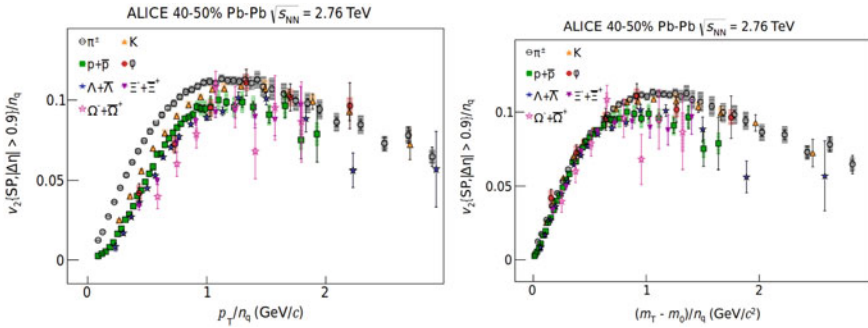 ALICE 40-50% Pb-Pb √sNN = 2.76 TeV
π± K
p+p̅ φ
Λ+Λ̅ Ξ⁻+Ξ̅⁺
Ω⁻+Ω̅⁺
v₂{SP,|Δη| > 0.9}/nq
0.1
0.05
0
0 1 2
pT/nq (GeV/c)
ALICE 40-50% Pb-Pb √sNN = 2.76 TeV
π± K
p+p̅ φ
Λ+Λ̅ Ξ⁻+Ξ̅⁺
Ω⁻+Ω̅⁺
v₂{SP,|Δη| > 0.9}/nq
0.1
0.05
0
0 1 2
(mT - m₀)/nq (GeV/c²)